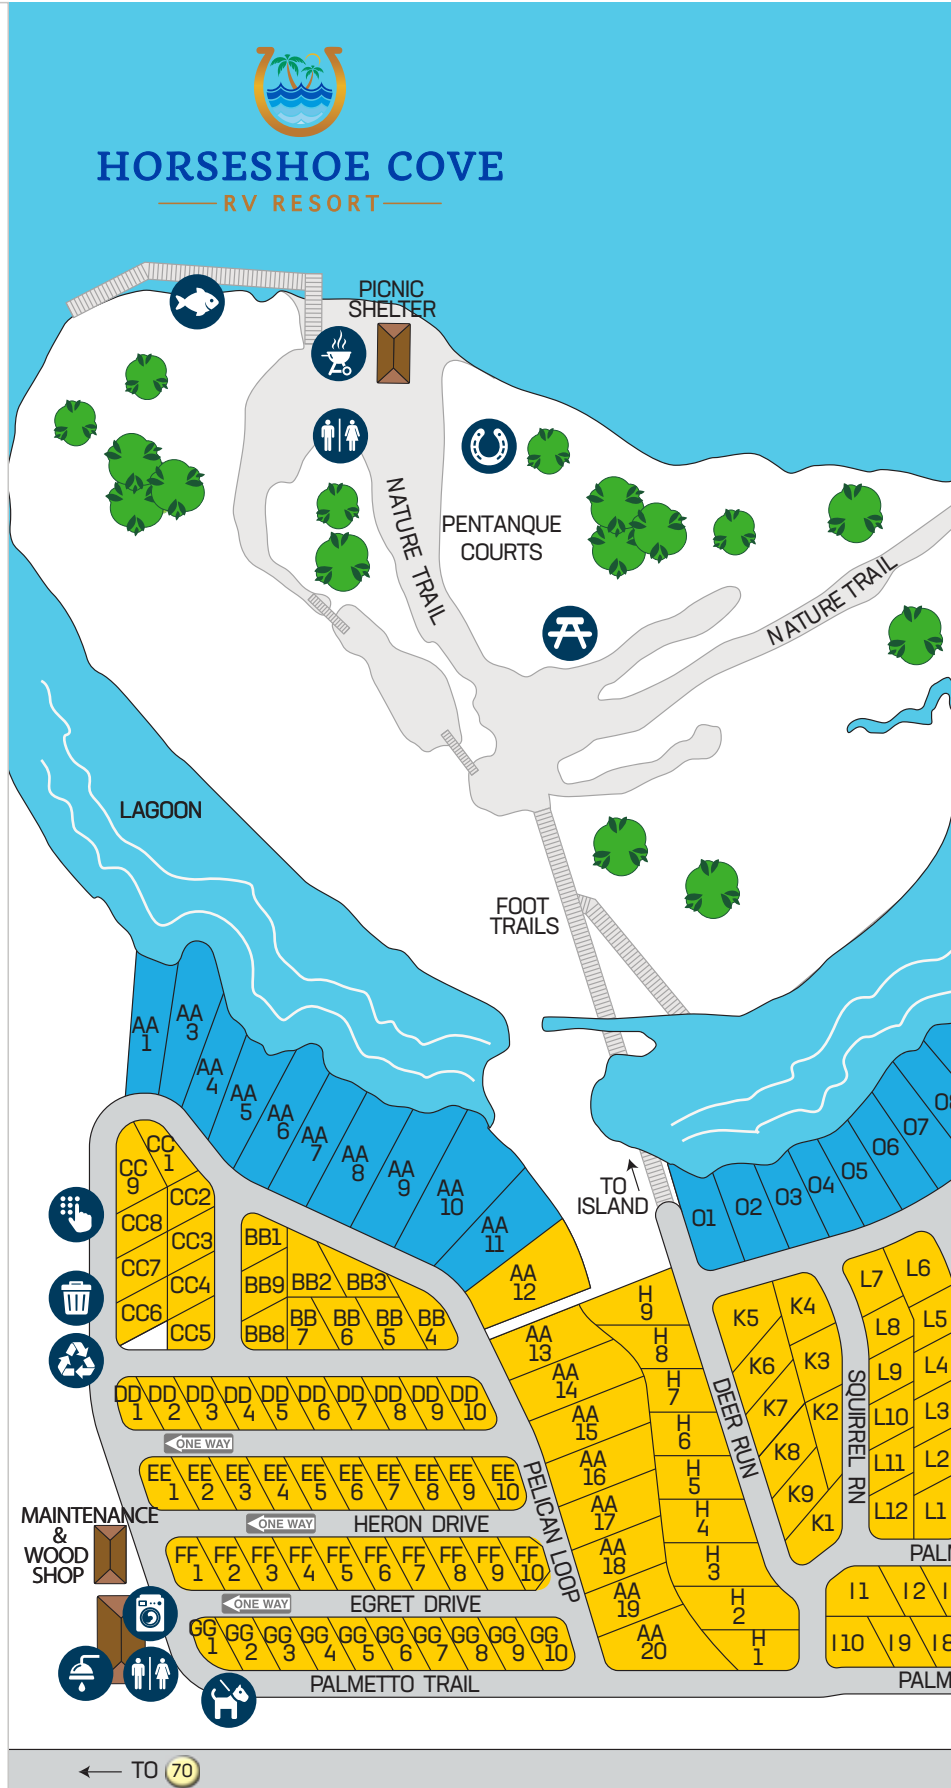 HORSESHOE COVE
RV RESORT
PICNIC
SHELTER
NATURE TRAIL
PENTANQUE
COURTS
NATURE TRAIL
LAGOON
FOOT
TRAILS
TO
ISLAND
AA
1
AA
3
AA
4
AA
5
AA
6
AA
7
AA
8
AA
9
AA
10
AA
11
AA
12
O1
O2
O3
O4
O5
O6
O7
CC
1
CC
9
CC2
CC8
CC3
CC7
CC4
CC6
CC5
BB1
BB9
BB2
BB3
BB8
BB
7
BB
6
BB
5
BB
4
H
9
H
8
H
7
H
6
H
5
H
4
H
3
H
2
H
1
AA
13
AA
14
AA
15
AA
16
AA
17
AA
18
AA
19
AA
20
K5
K4
K6
K3
K7
K2
K8
K9
K1
L7
L6
L8
L5
L9
L4
L10
L3
L11
L2
L12
L1
DEER RUN
SQUIRREL RN
PELICAN LOOP
DD
1
DD
2
DD
3
DD
4
DD
5
DD
6
DD
7
DD
8
DD
9
DD
10
ONE WAY
EE
1
EE
2
EE
3
EE
4
EE
5
EE
6
EE
7
EE
8
EE
9
EE
10
MAINTENANCE
&
WOOD
SHOP
ONE WAY
HERON DRIVE
FF
1
FF
2
FF
3
FF
4
FF
5
FF
6
FF
7
FF
8
FF
9
FF
10
ONE WAY
EGRET DRIVE
GG
1
GG
2
GG
3
GG
4
GG
5
GG
6
GG
7
GG
8
GG
9
GG
10
PALMETTO TRAIL
I1
I2
I10
I9
I8
PALM
TO 70